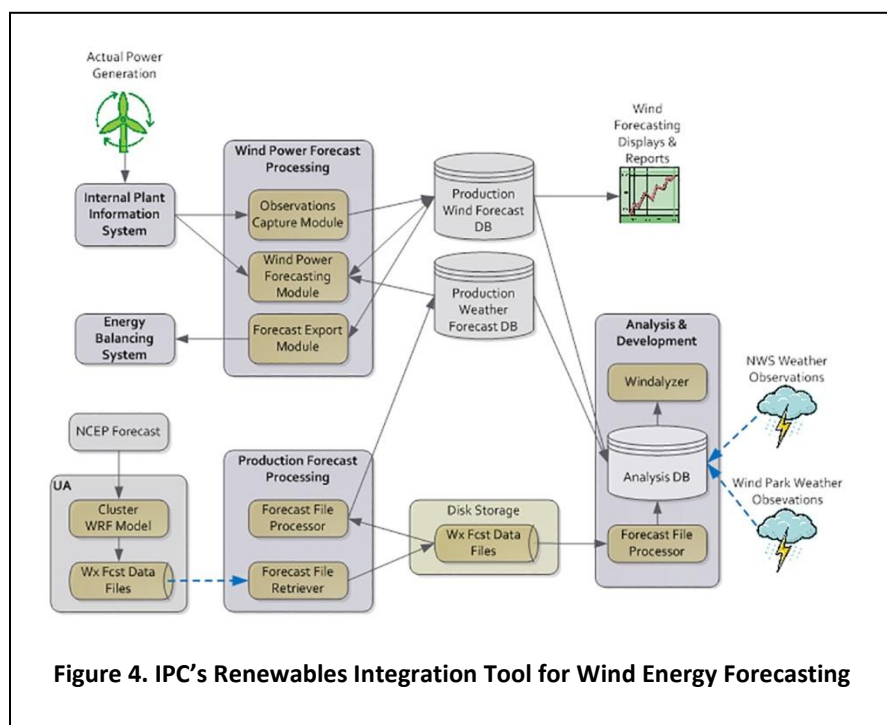 Actual Power
Generation
Wind
Forecasting
Displays &
Reports
Wind Power Forecast
Processing
Internal Plant
Information
System
Observations
Capture Module
Wind Power
Forecasting
Module
Forecast Export
Module
Energy
Balancing
System
Production
Wind Forecast
DB
Production
Weather
Forecast DB
Analysis &
Development
Windalyzer
Analysis DB
Forecast File
Processor
NWS Weather
Observations
Wind Park Weather
Obsevations
NCEP Forecast
UA
Cluster
WRF Model
Wx Fcst Data
Files
Production Forecast
Processing
Forecast File
Processor
Forecast File
Retriever
Disk Storage
Wx Fcst Data
Files
Figure 4. IPC’s Renewables Integration Tool for Wind Energy Forecasting